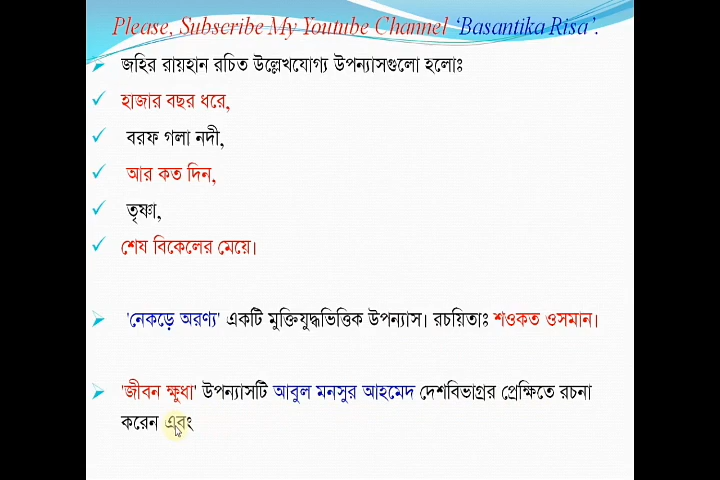 Please, Subscribe My Youtube Channel ‘Basantika Risa’.
জহির রায়হান রচিত উল্লেখযোগ্য উপন্যাসগুলো হলোঃ
হাজার বছর ধরে,
বরফ গলা নদী,
আর কত দিন,
তৃষ্ণা,
শেষ বিকেলের মেয়ে।
'নেকড়ে অরণ্য' একটি মুক্তিযুদ্ধভিত্তিক উপন্যাস। রচয়িতাঃ শওকত ওসমান।
'জীবন ক্ষুধা' উপন্যাসটি আবুল মনসুর আহমেদ দেশবিভাগ্রর প্রেক্ষিতে রচনা
করেন এবং